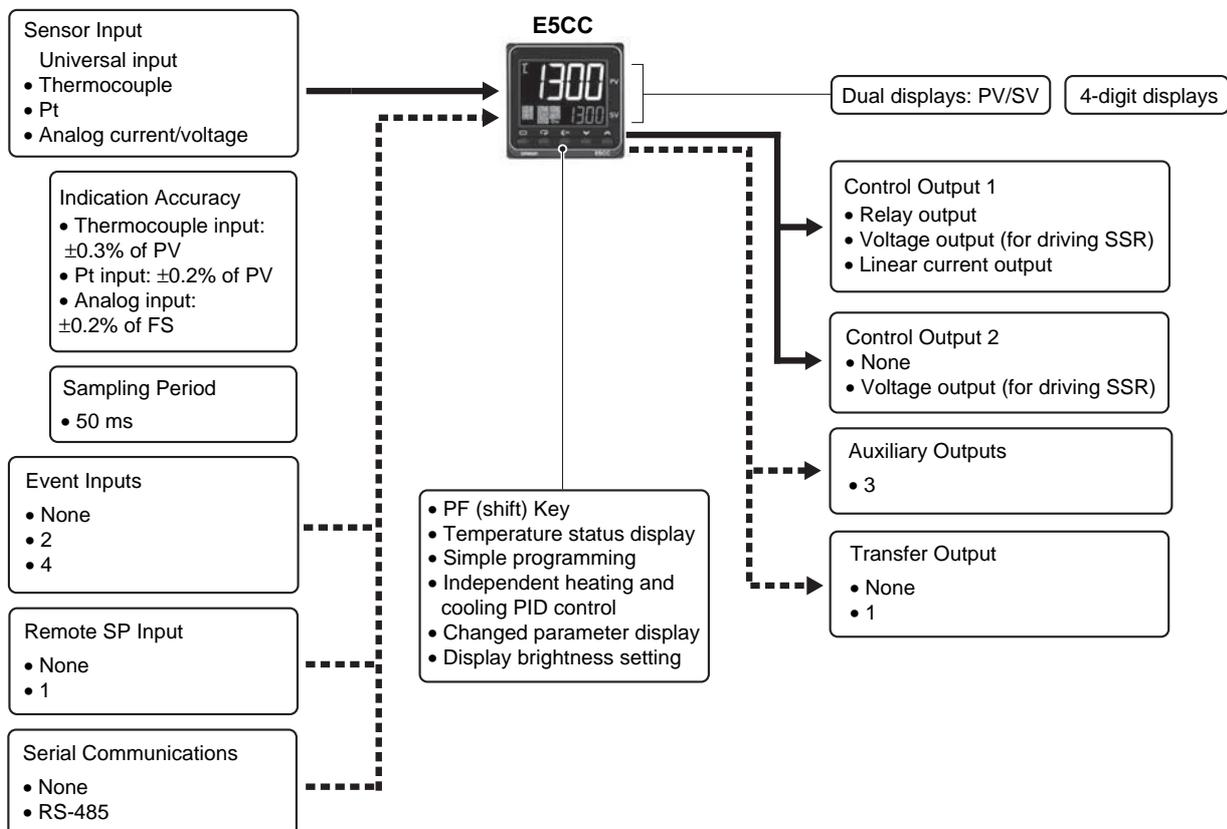 Sensor Input
Universal input
• Thermocouple
• Pt
• Analog current/voltage
Indication Accuracy
• Thermocouple input:
±0.3% of PV
• Pt input: ±0.2% of PV
• Analog input:
±0.2% of FS
Sampling Period
• 50 ms
Event Inputs
• None
• 2
• 4
Remote SP Input
• None
• 1
Serial Communications
• None
• RS-485
E5CC
°C
1300
PV
1300
SV
OMRON
E5CC
• PF (shift) Key
• Temperature status display
• Simple programming
• Independent heating and
cooling PID control
• Changed parameter display
• Display brightness setting
Dual displays: PV/SV
4-digit displays
Control Output 1
• Relay output
• Voltage output (for driving SSR)
• Linear current output
Control Output 2
• None
• Voltage output (for driving SSR)
Auxiliary Outputs
• 3
Transfer Output
• None
• 1